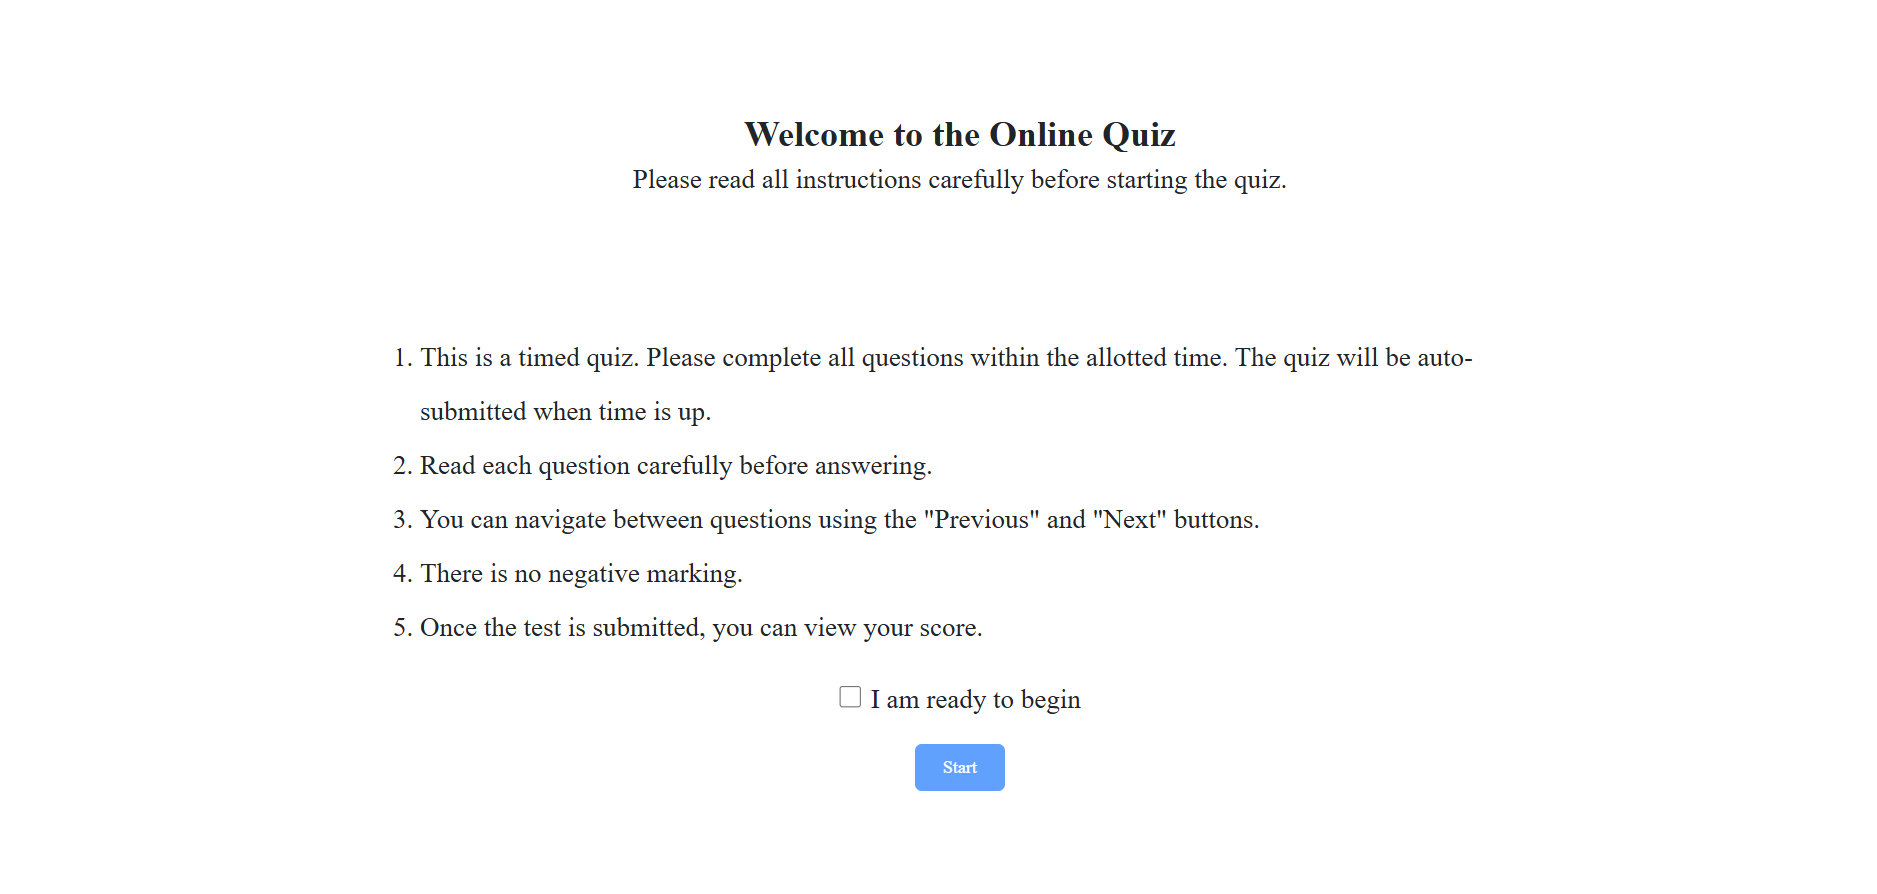 Welcome to the Online Quiz
Please read all instructions carefully before starting the quiz.
1. This is a timed quiz. Please complete all questions within the allotted time. The quiz will be auto-
submitted when time is up.
2. Read each question carefully before answering.
3. You can navigate between questions using the "Previous" and "Next" buttons.
4. There is no negative marking.
5. Once the test is submitted, you can view your score.
I am ready to begin
Start